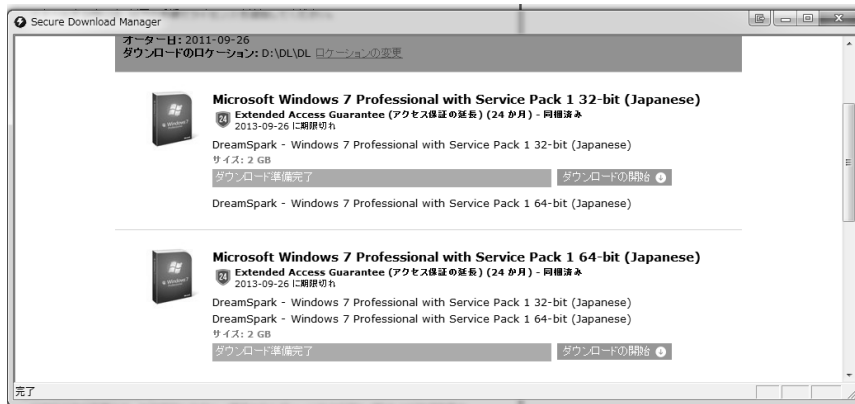 Secure Download Manager
オーダー日: 2011-09-26
ダウンロードのロケーション: D:\DL\DL ロケーションの変更
Microsoft Windows 7 Professional with Service Pack 1 32-bit (Japanese)
24 Extended Access Guarantee (アクセス保証の延長) (24 か月) - 同梱済み
2013-09-26 に期限切れ
DreamSpark - Windows 7 Professional with Service Pack 1 32-bit (Japanese)
サイズ: 2 GB
ダウンロード準備完了 ダウンロードの開始
DreamSpark - Windows 7 Professional with Service Pack 1 64-bit (Japanese)
Microsoft Windows 7 Professional with Service Pack 1 64-bit (Japanese)
24 Extended Access Guarantee (アクセス保証の延長) (24 か月) - 同梱済み
2013-09-26 に期限切れ
DreamSpark - Windows 7 Professional with Service Pack 1 32-bit (Japanese)
DreamSpark - Windows 7 Professional with Service Pack 1 64-bit (Japanese)
サイズ: 2 GB
ダウンロード準備完了 ダウンロードの開始
完了